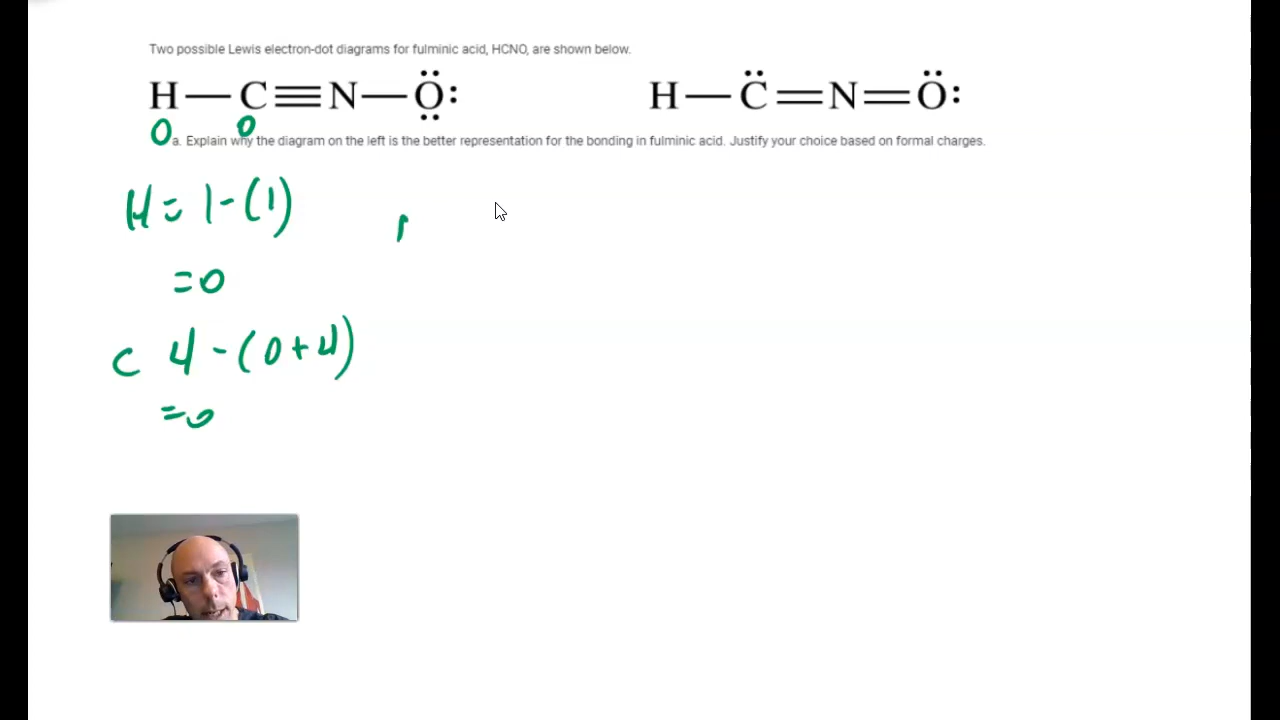 Two possible Lewis electron-dot diagrams for fulminic acid, HCNO, are shown below.
H — C ≡ N — Ö: H — C̈ = N = Ö:
0 0
a. Explain why the diagram on the left is the better representation for the bonding in fulminic acid. Justify your choice based on formal charges.
H = 1 - (1)
= 0
C 4 - (0 + 4)
= 0